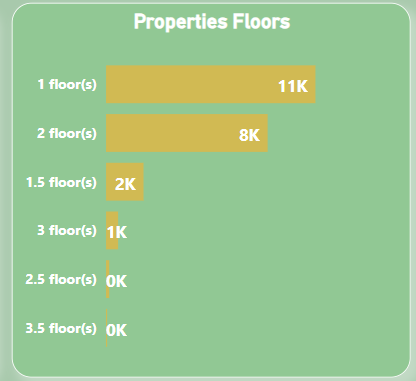 Properties Floors
1 floor(s) 11K
2 floor(s) 8K
1.5 floor(s) 2K
3 floor(s) 1K
2.5 floor(s) 0K
3.5 floor(s) 0K